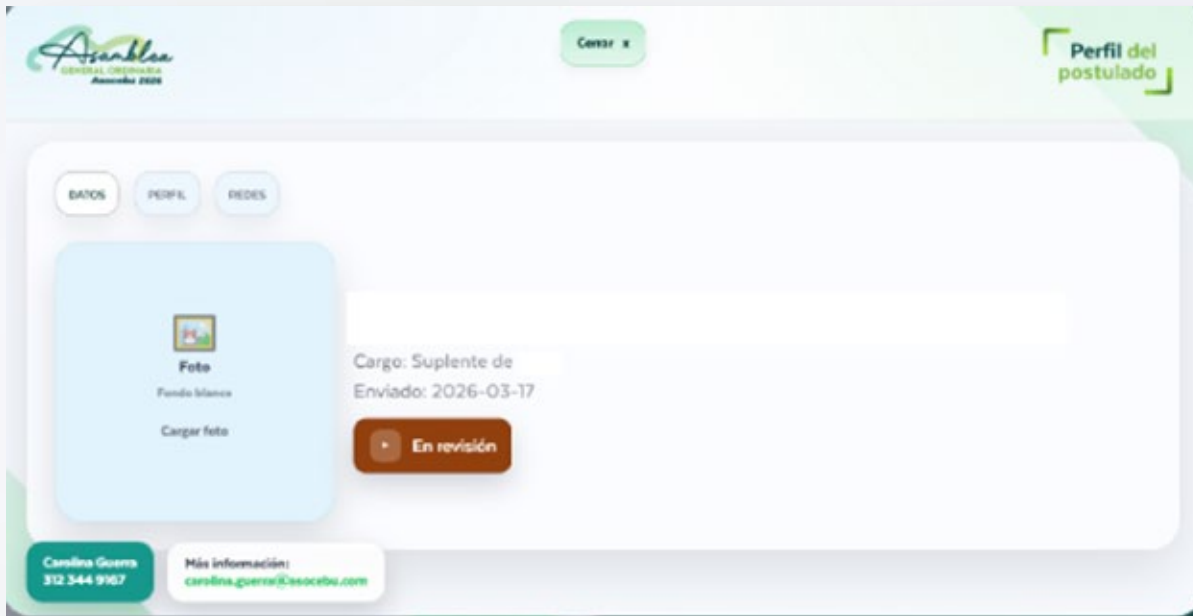 Asamblea
GENERAL ORDINARIA
Asocebu 2026
Cerrar x
Perfil del
postulado
DATOS
PERFIL
REDES
Foto
Fondo blanco
Cargar foto
Cargo: Suplente de
Enviado: 2026-03-17
En revisión
Carolina Guerra
312 344 9167
Más información:
carolina.guerra@asocebu.com